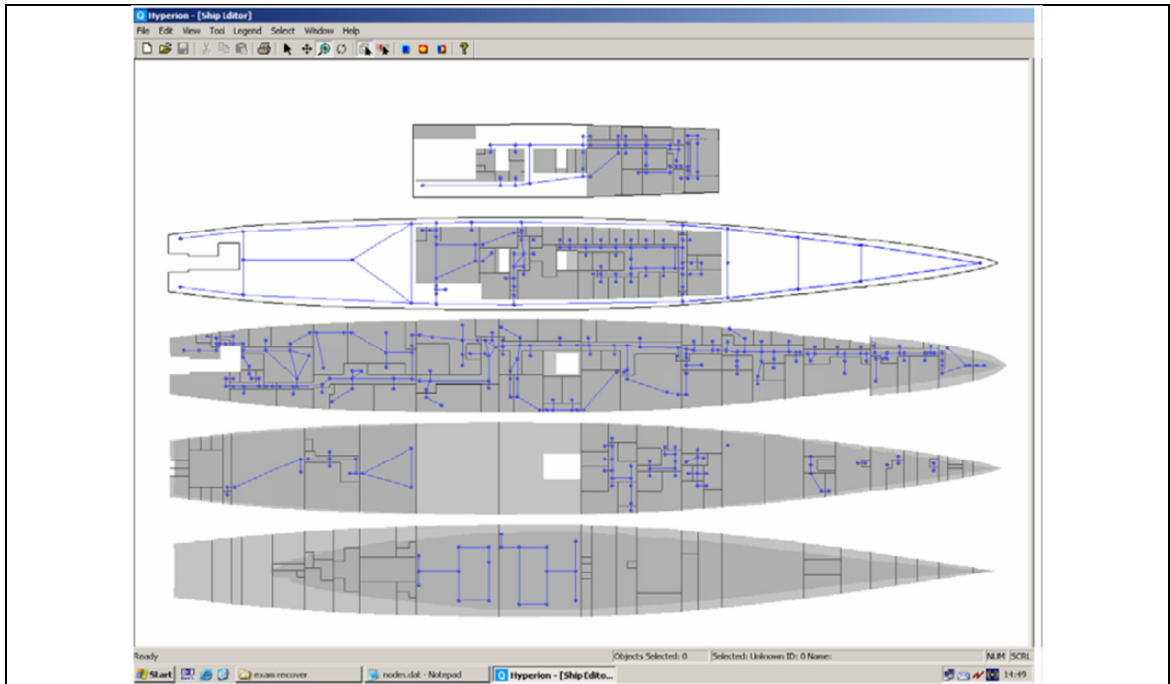 Hyperion - [Ship Editor]
File Edit View Tool Legend Select Window Help
Ready Objects Selected: 0 Selected: Unknown ID: 0 Name: NUM SCRL
Start exam recover nodes.dat - Notepad Hyperion - [Ship Edito... 14:49